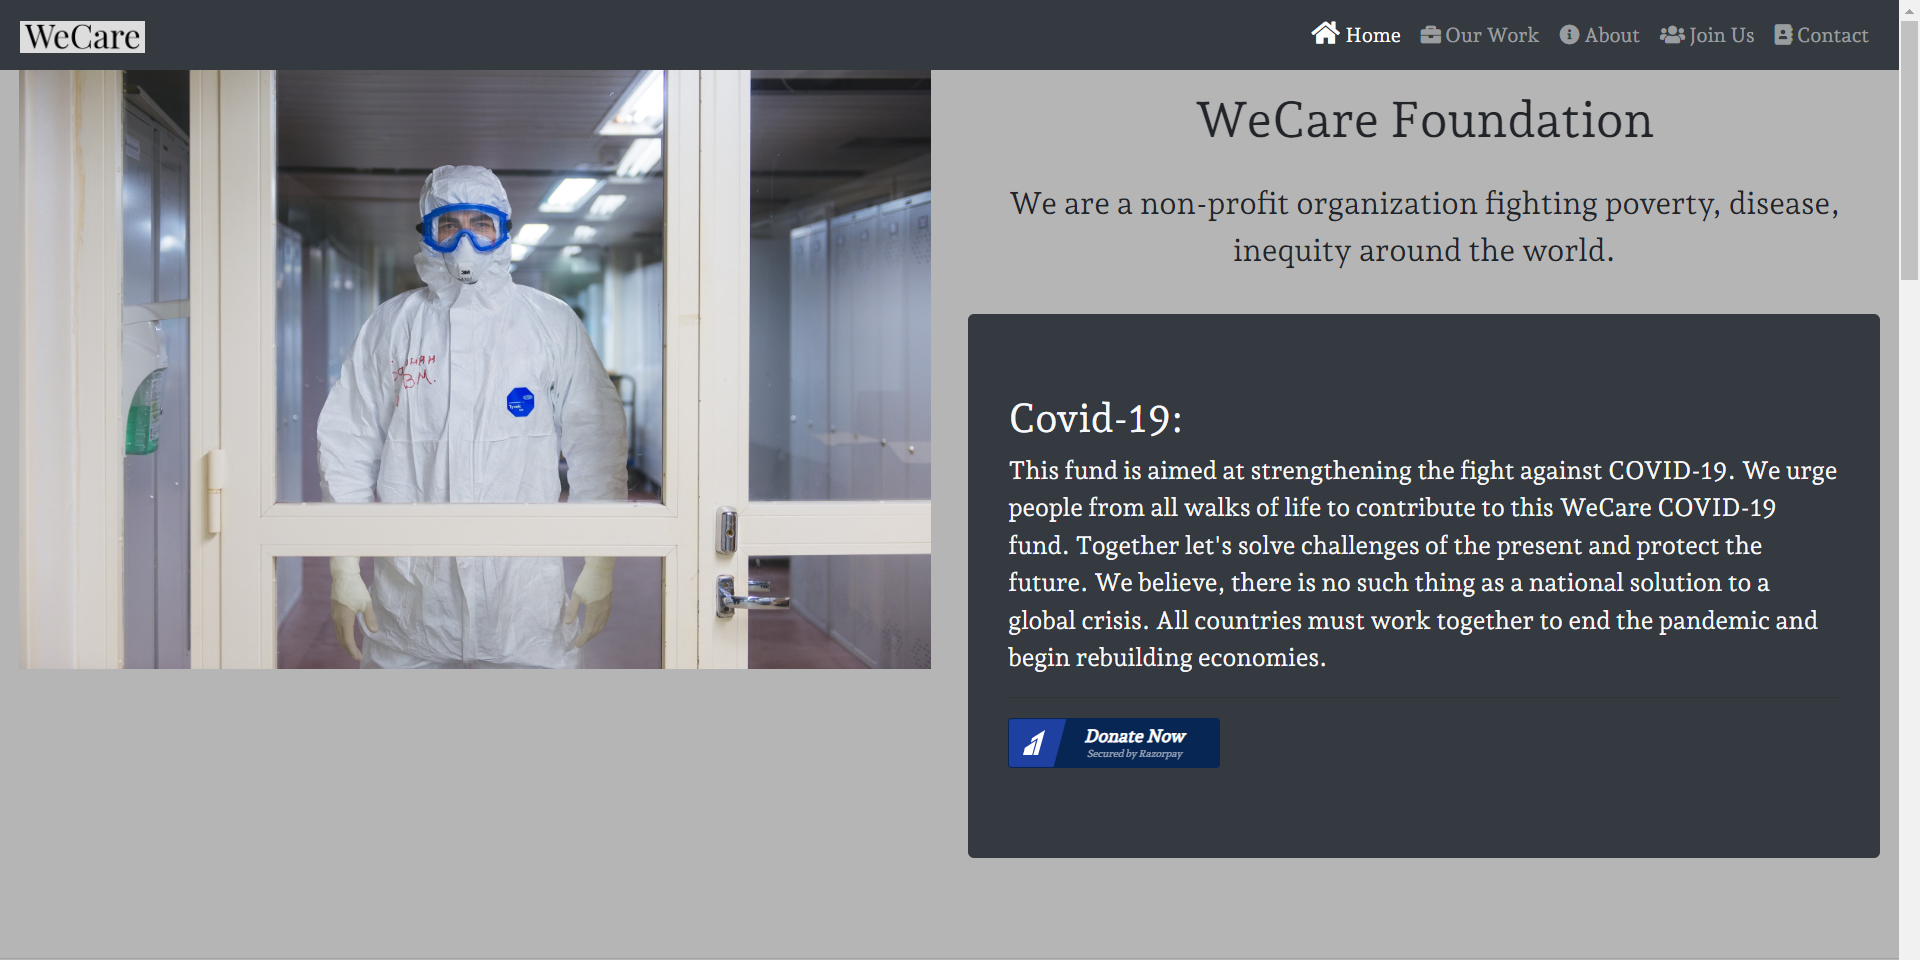 WeCare
Home Our Work About Join Us Contact
WeCare Foundation
We are a non-profit organization fighting poverty, disease,
inequity around the world.
3M
B.M.
Tyvek
Covid-19:
This fund is aimed at strengthening the fight against COVID-19. We urge
people from all walks of life to contribute to this WeCare COVID-19
fund. Together let's solve challenges of the present and protect the
future. We believe, there is no such thing as a national solution to a
global crisis. All countries must work together to end the pandemic and
begin rebuilding economies.
Donate Now
Secured by Razorpay